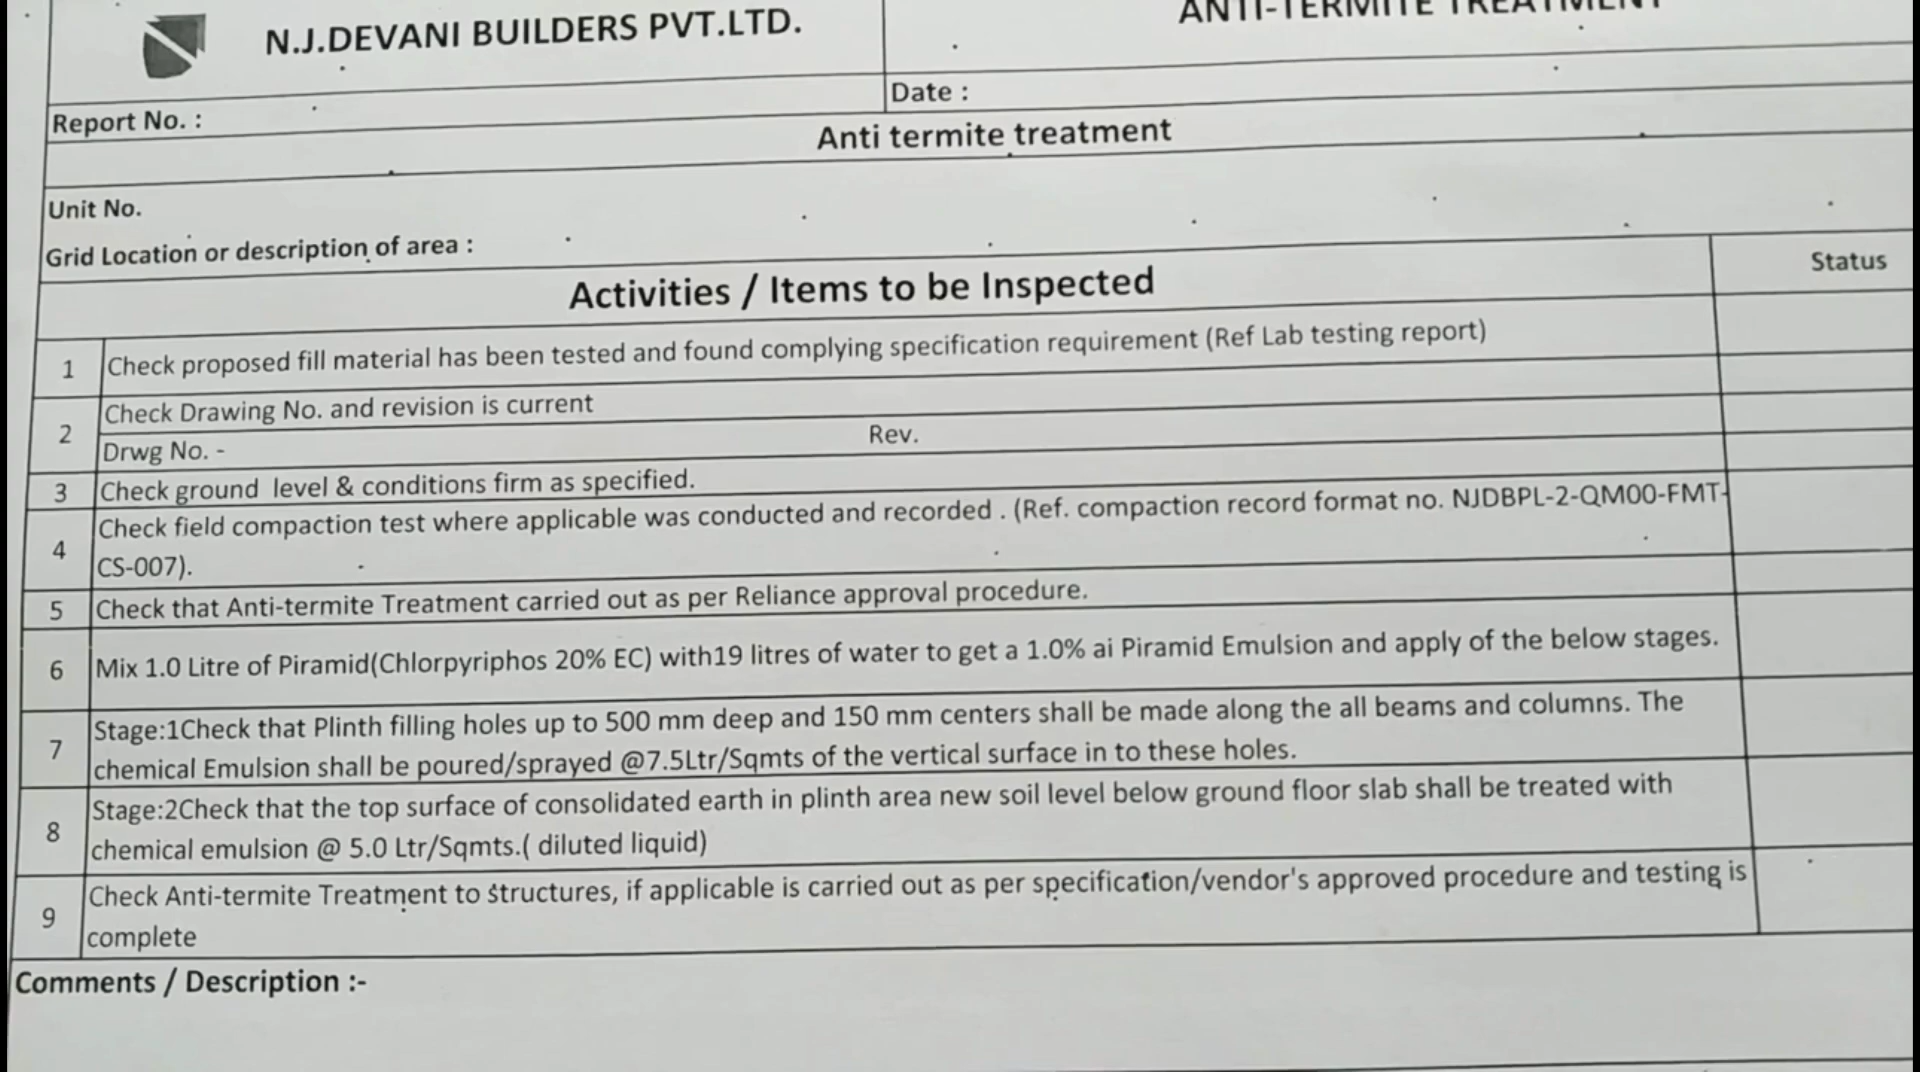 N.J.DEVANI BUILDERS PVT.LTD.
ANTI-TERMITE TREATMENT
Report No. :
Date :
Anti termite treatment
Unit No.
Grid Location or description of area :
Activities / Items to be Inspected
Status
1 Check proposed fill material has been tested and found complying specification requirement (Ref Lab testing report)
2 Check Drawing No. and revision is current
Drwg No. - Rev.
3 Check ground level & conditions firm as specified.
4 Check field compaction test where applicable was conducted and recorded . (Ref. compaction record format no. NJDBPL-2-QM00-FMT-
CS-007).
5 Check that Anti-termite Treatment carried out as per Reliance approval procedure.
6 Mix 1.0 Litre of Piramid(Chlorpyriphos 20% EC) with19 litres of water to get a 1.0% ai Piramid Emulsion and apply of the below stages.
7 Stage:1Check that Plinth filling holes up to 500 mm deep and 150 mm centers shall be made along the all beams and columns. The
chemical Emulsion shall be poured/sprayed @7.5Ltr/Sqmts of the vertical surface in to these holes.
8 Stage:2Check that the top surface of consolidated earth in plinth area new soil level below ground floor slab shall be treated with
chemical emulsion @ 5.0 Ltr/Sqmts.( diluted liquid)
9 Check Anti-termite Treatment to structures, if applicable is carried out as per specification/vendor's approved procedure and testing is
complete
Comments / Description :-